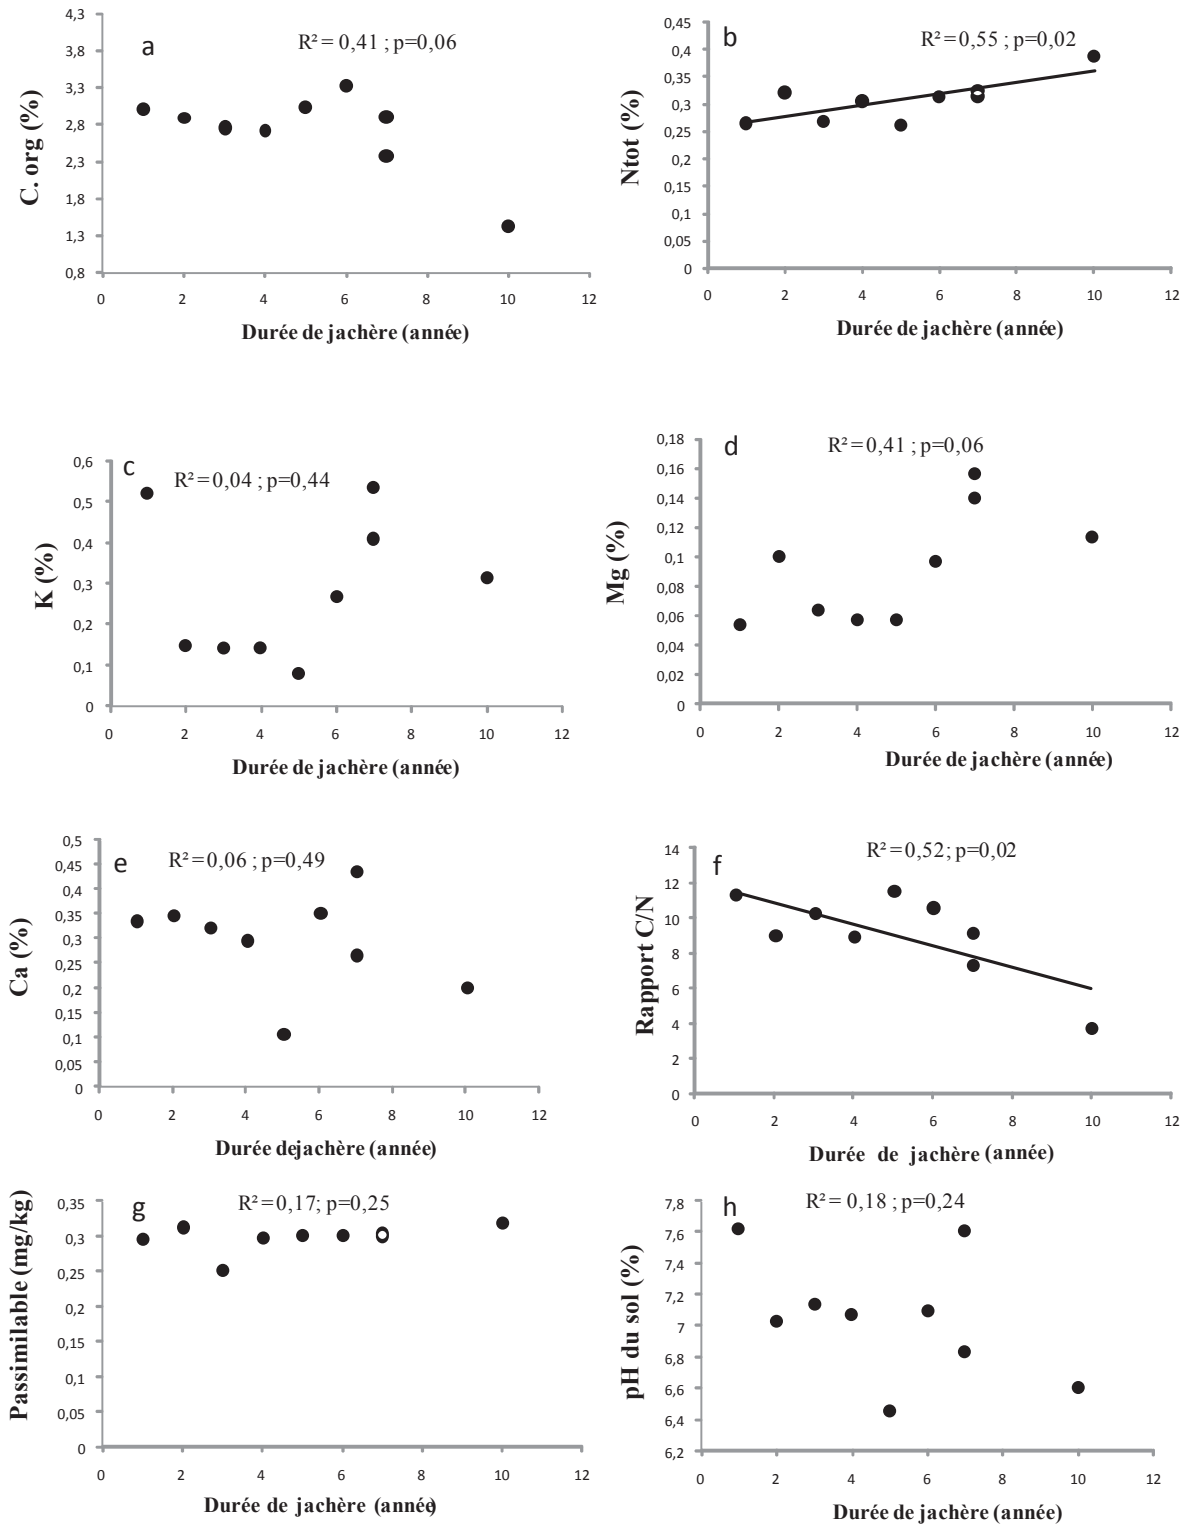 a
R²=0,41 ; p=0,06
C. org (%)
4,3
3,8
3,3
2,8
2,3
1,8
1,3
0,8
0 2 4 6 8 10 12
Durée de jachère (année)
b
R²=0,55 ; p=0,02
Ntot (%)
0,45
0,4
0,35
0,3
0,25
0,2
0,15
0,1
0,05
0
0 2 4 6 8 10 12
Durée de jachère (année)
c
R²=0,04 ; p=0,44
K (%)
0,6
0,5
0,4
0,3
0,2
0,1
0
0 2 4 6 8 10 12
Durée de jachère (année)
d
R²=0,41 ; p=0,06
Mg (%)
0,18
0,16
0,14
0,12
0,1
0,08
0,06
0,04
0,02
0
0 2 4 6 8 10 12
Durée de jachère (année)
e
R²=0,06 ; p=0,49
Ca (%)
0,5
0,45
0,4
0,35
0,3
0,25
0,2
0,15
0,1
0,05
0
0 2 4 6 8 10 12
Durée dejachère (année)
f
R²=0,52; p=0,02
Rapport C/N
14
12
10
8
6
4
2
0
0 2 4 6 8 10 12
Durée de jachère (année)
g
R²=0,17; p=0,25
Passimilable (mg/kg)
0,35
0,3
0,25
0,2
0,15
0,1
0,05
0
0 2 4 6 8 10 12
Durée de jachère (année)
h
R²=0,18 ; p=0,24
pH du sol (%)
7,8
7,6
7,4
7,2
7
6,8
6,6
6,4
6,2
0 2 4 6 8 10 12
Durée de jachère (année)